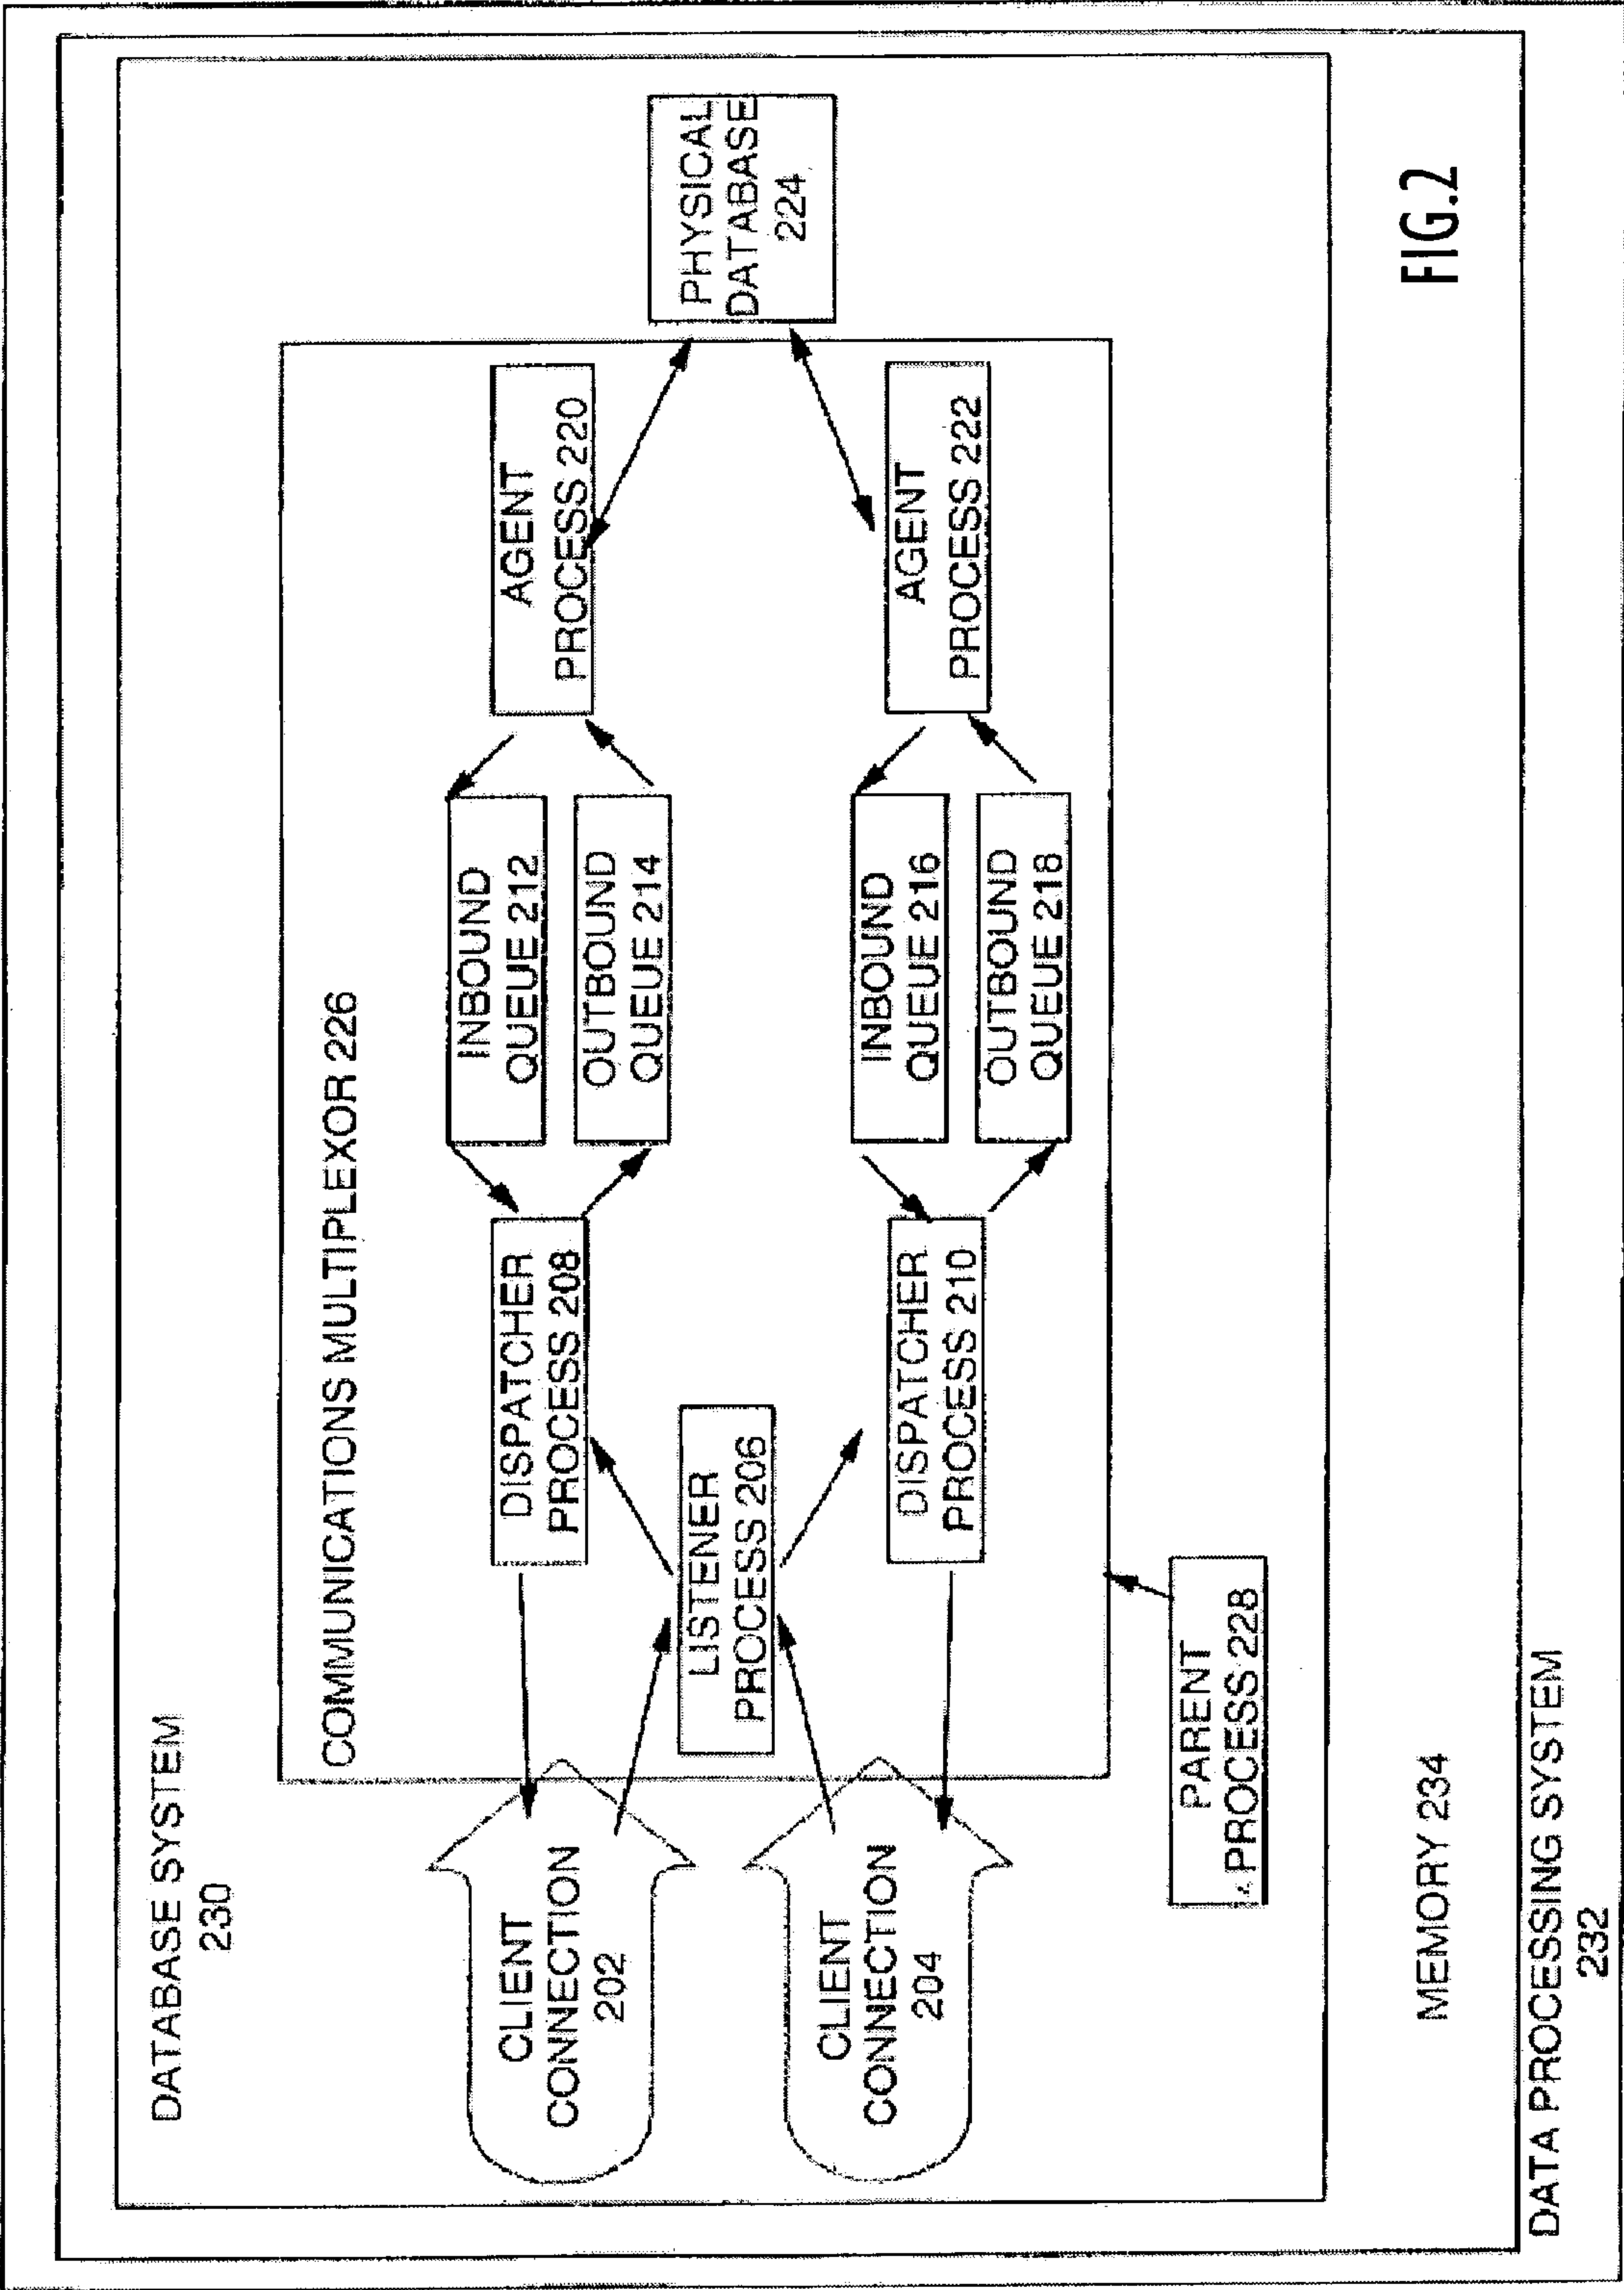 DATABASE SYSTEM
230
COMMUNICATIONS MULTIPLEXOR 226
CLIENT
CONNECTION
202
DISPATCHER
PROCESS 208
INBOUND
QUEUE 212
OUTBOUND
QUEUE 214
AGENT
PROCESS 220
LISTENER
PROCESS 206
PHYSICAL
DATABASE
224
CLIENT
CONNECTION
204
DISPATCHER
PROCESS 210
INBOUND
QUEUE 216
OUTBOUND
QUEUE 218
AGENT
PROCESS 222
PARENT
PROCESS 228
MEMORY 234
FIG.2
DATA PROCESSING SYSTEM
232